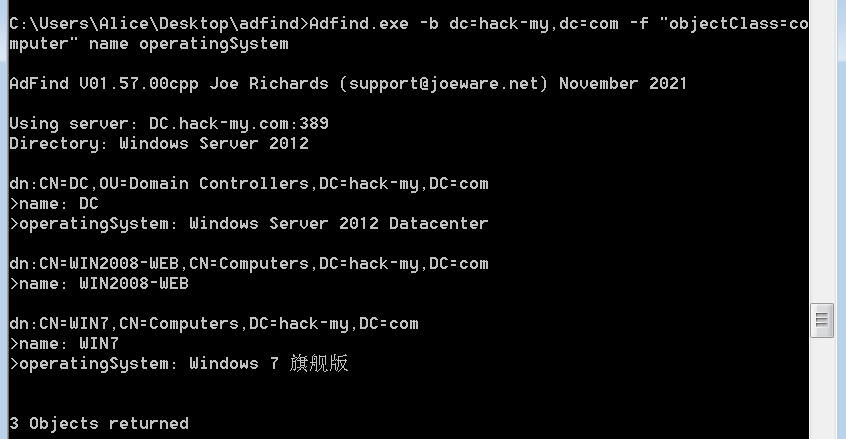 C:\Users\Alice\Desktop\adfind>Adfind.exe -b dc=hack-my,dc=com -f "objectClass=co
mputer" name operatingSystem
AdFind V01.57.00cpp Joe Richards (support@joeware.net) November 2021
Using server: DC.hack-my.com:389
Directory: Windows Server 2012
dn:CN=DC,OU=Domain Controllers,DC=hack-my,DC=com
>name: DC
>operatingSystem: Windows Server 2012 Datacenter
dn:CN=WIN2008-WEB,CN=Computers,DC=hack-my,DC=com
>name: WIN2008-WEB
dn:CN=WIN7,CN=Computers,DC=hack-my,DC=com
>name: WIN7
>operatingSystem: Windows 7 旗舰版
3 Objects returned